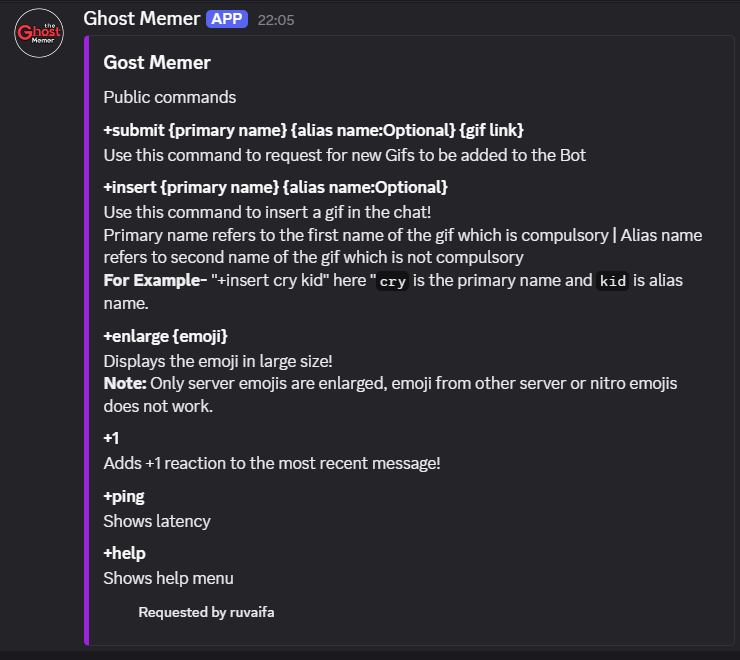 the
Ghost
Memer
Ghost Memer APP 22:05
Gost Memer
Public commands
+submit {primary name} {alias name:Optional} {gif link}
Use this command to request for new Gifs to be added to the Bot
+insert {primary name} {alias name:Optional}
Use this command to insert a gif in the chat!
Primary name refers to the first name of the gif which is compulsory | Alias name
refers to second name of the gif which is not compulsory
For Example- "+insert cry kid" here "cry is the primary name and kid is alias
name.
+enlarge {emoji}
Displays the emoji in large size!
Note: Only server emojis are enlarged, emoji from other server or nitro emojis
does not work.
+1
Adds +1 reaction to the most recent message!
+ping
Shows latency
+help
Shows help menu
Requested by ruvaifa